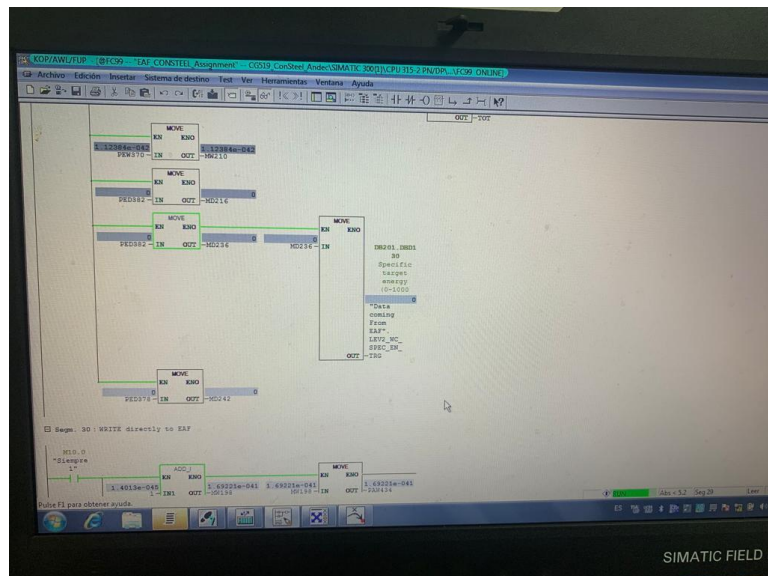 KOP/AWL/FUP - [@FC99 -- "EAF_CONSTEEL_Assignment" -- CG519_ConSteel_Andec\SIMATIC 300(1)\CPU 315-2 PN/DP\...\FC99 ONLINE]
Archivo Edición Insertar Sistema de destino Test Ver Herramientas Ventana Ayuda
OUT TOT
MOVE
EN ENO
1.12384e-042 1.12384e-042
PEW370 IN OUT MW210
MOVE
EN ENO
0 0
PED382 IN OUT MD216
MOVE MOVE
EN ENO EN ENO
0 0 0
PED382 IN OUT MD236 MD236 IN
DB201.DBD1
30
Specific
target
energy
(0-1000
0
"Data
coming
From
EAF".
LEV2_WC_
SPEC_EN_
OUT TRG
MOVE
EN ENO
0 0
PED378 IN OUT MD242
Segm. 30: WRITE directly to EAF
M10.0
"Siempre
1"
ADD_I MOVE
EN ENO EN ENO
1.4013e-045 1.69225e-041 1.69225e-041 1.69225e-041
1 IN1 OUT MW198 MW198 IN OUT PAW434
Pulse F1 para obtener ayuda.
RUN Abs < 5.2 Seg 29 Leer
ES
SIMATIC FIELD